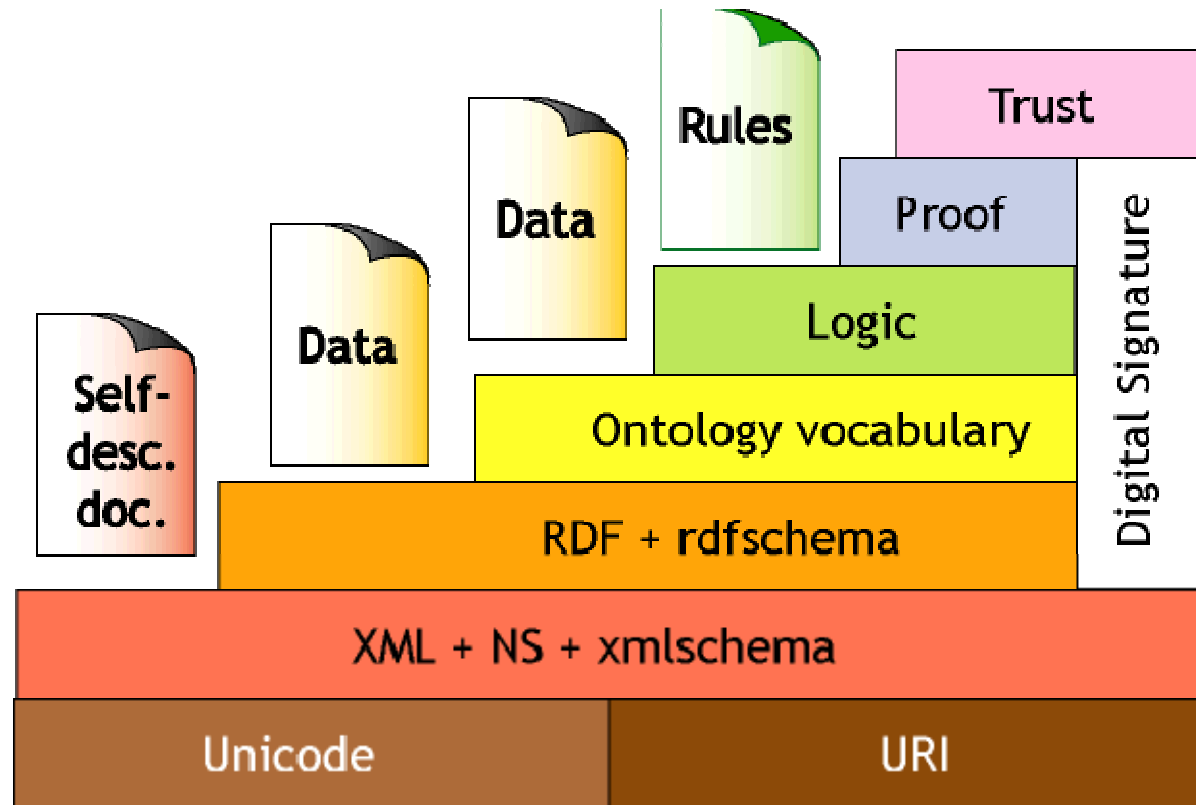 Rules
Trust
Data
Proof
Data
Logic
Self-
desc.
doc.
Ontology vocabulary
Digital Signature
RDF + rdfschema
XML + NS + xmlschema
Unicode
URI